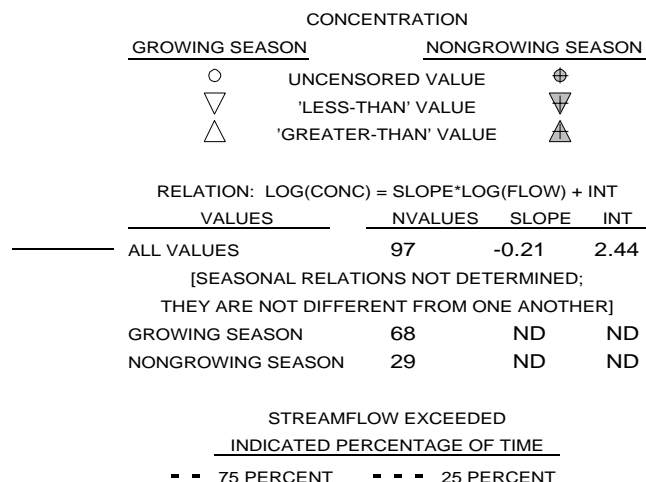 CONCENTRATION
GROWING SEASON NONGROWING SEASON
UNCENSORED VALUE
'LESS-THAN' VALUE
'GREATER-THAN' VALUE
RELATION: LOG(CONC) = SLOPE*LOG(FLOW) + INT
VALUES NVALUES SLOPE INT
ALL VALUES 97 -0.21 2.44
[SEASONAL RELATIONS NOT DETERMINED;
THEY ARE NOT DIFFERENT FROM ONE ANOTHER]
GROWING SEASON 68 ND ND
NONGROWING SEASON 29 ND ND
STREAMFLOW EXCEEDED
INDICATED PERCENTAGE OF TIME
75 PERCENT 25 PERCENT